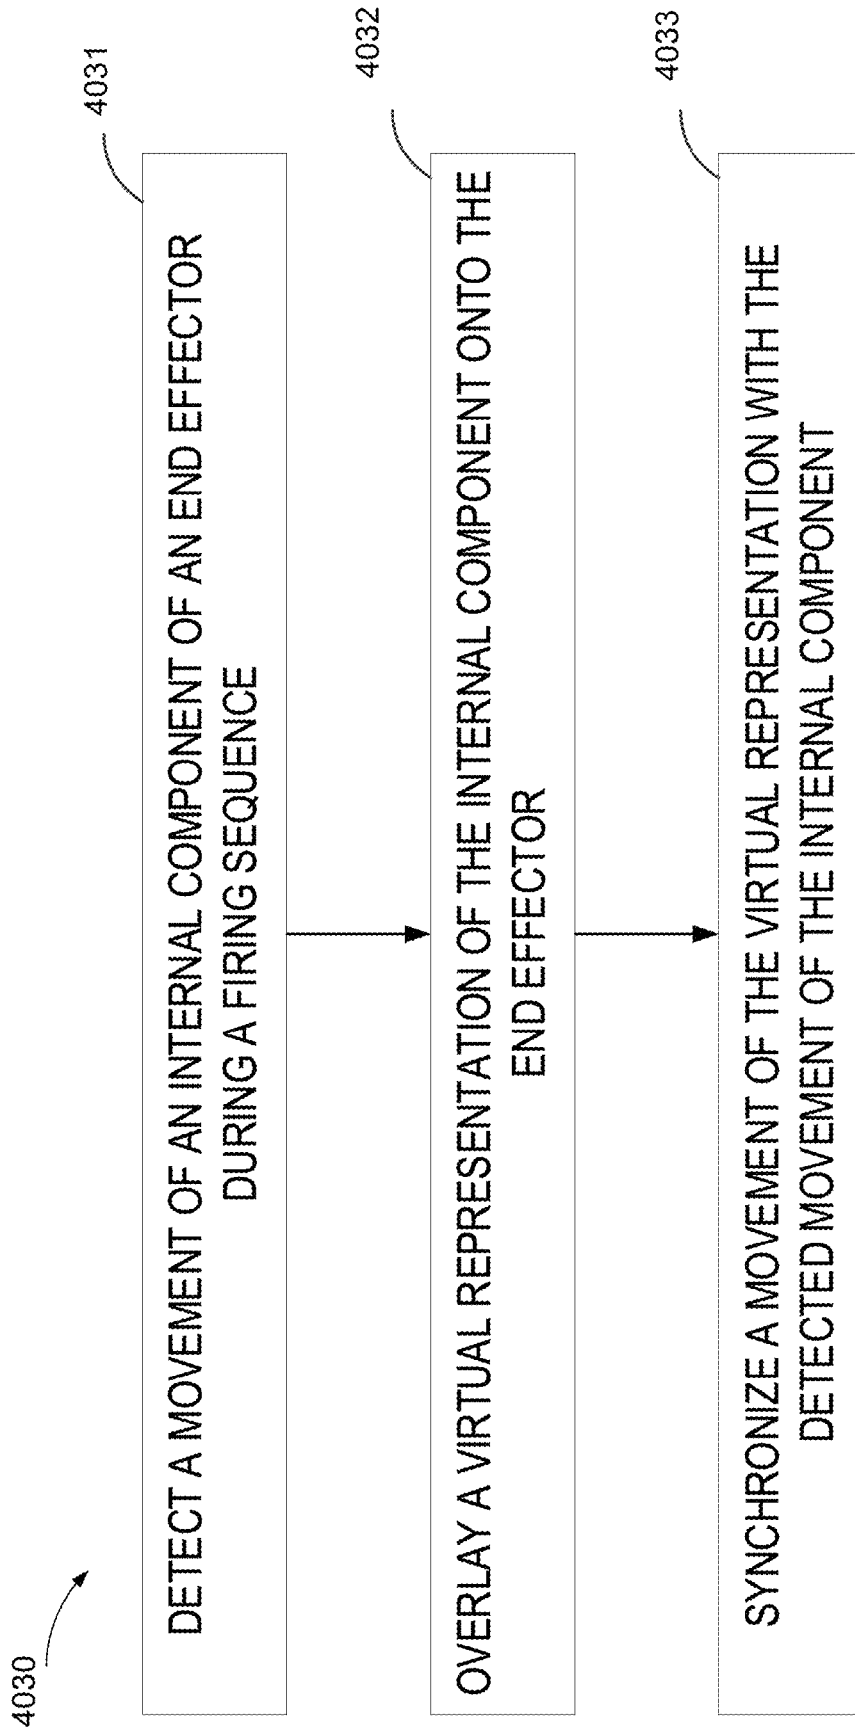 4030
4031
DETECT A MOVEMENT OF AN INTERNAL COMPONENT OF AN END EFFECTOR
DURING A FIRING SEQUENCE
4032
OVERLAY A VIRTUAL REPRESENTATION OF THE INTERNAL COMPONENT ONTO THE
END EFFECTOR
4033
SYNCHRONIZE A MOVEMENT OF THE VIRTUAL REPRESENTATION WITH THE
DETECTED MOVEMENT OF THE INTERNAL COMPONENT